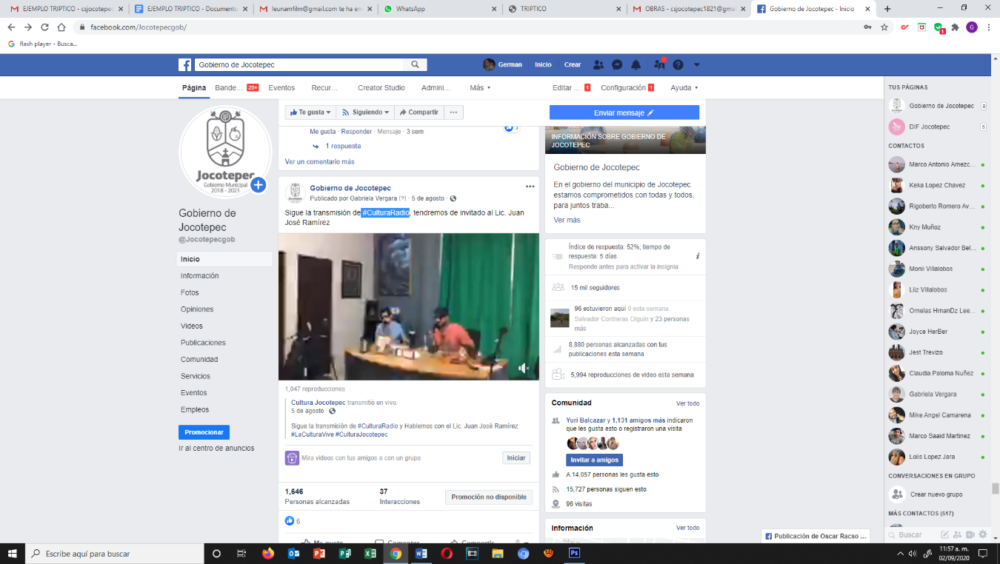 EJEMPLO TRIPTICO - csjocotepec
EJEMPLO TRIPTICO - Documento
leunamfilm@gmail.com te ha en
WhatsApp
TRIPTICO
OBRAS - csjocotepec1821@gma
Gobierno de Jocotepec - Inicio
facebook.com/Jocotepecgob/
G
1
flash player - Busca...
Gobierno de Jocotepec
German
Inicio
Crear
Página
Bande...
20+
Eventos
Recur...
Creator Studio
Admini...
Más
Editar ...
1
Configuración
1
Ayuda
Jocotepec
Gobierno Municipal
2018 - 2021
Gobierno de
Jocotepec
@Jocotepecgob
Inicio
Información
Fotos
Opiniones
Videos
Publicaciones
Comunidad
Servicios
Eventos
Empleos
Promocionar
Ir al centro de anuncios
Te gusta
Siguiendo
Compartir
Me gusta · Responder · Mensaje · 3 sem
3
1 respuesta
Ver un comentario más
Gobierno de Jocotepec
Publicado por Gabriela Vergara [?] · 5 de agosto ·
Sigue la transmisión de #CulturaRadio, tendremos de invitado al Lic. Juan
José Ramírez
1,047 reproducciones
Cultura Jocotepec transmitió en vivo.
5 de agosto ·
Sigue la transmisión de #CulturaRadio y Hablemos con el Lic. Juan José Ramírez
#LaCulturaVive #CulturaJocotepec
Mira videos con tus amigos o con un grupo
Iniciar
1,646
Personas alcanzadas
37
Interacciones
Promoción no disponible
6
Me gusta
Comentar
Compartir
Enviar mensaje
INFORMACIÓN SOBRE GOBIERNO DE
JOCOTEPEC
Gobierno de Jocotepec
En el gobierno del municipio de Jocotepec
estamos comprometidos con todas y todos,
para juntos traba...
Ver más
Índice de respuesta: 52%; tiempo de
respuesta: 5 días
Responde antes para activar la insignia
15 mil seguidores
96 estuvieron aquí 0 esta semana
Salvador Contreras Olguín y 23 personas
más
8,880 personas alcanzadas con tus
publicaciones esta semana
5,994 reproducciones de video esta semana
Comunidad
Ver todo
Yuri Balcazar y 1,131 amigos más indicaron
que les gusta esto o registraron una visita
Invitar a amigos
A 14,057 personas les gusta esto
15,727 personas siguen esto
96 visitas
Información
Ver todo
TUS PÁGINAS
Gobierno de Jocotepec
9
DIF Jocotepec
5
CONTACTOS
Marco Antonio Amezc...
Keka Lopez Chavez
Rigoberto Romero Av...
Kny Muñoz
Anssony Salvador Bel...
Monii Villalobos
Liiz Villalobos
Ornelas HrnanDz Lee...
Joyce HerBer
Jest Trevizo
Claudia Paloma Nuñez
Gabriela Vergara
Mike Angel Camarena
Marco Saaid Martinez
Lolis Lopez Jara
CONVERSACIONES EN GRUPO
Crear nuevo grupo
MÁS CONTACTOS (517)
Buscar
Publicación de Oscar Racso ...
Escribe aquí para buscar
11:57 a. m.
02/09/2020